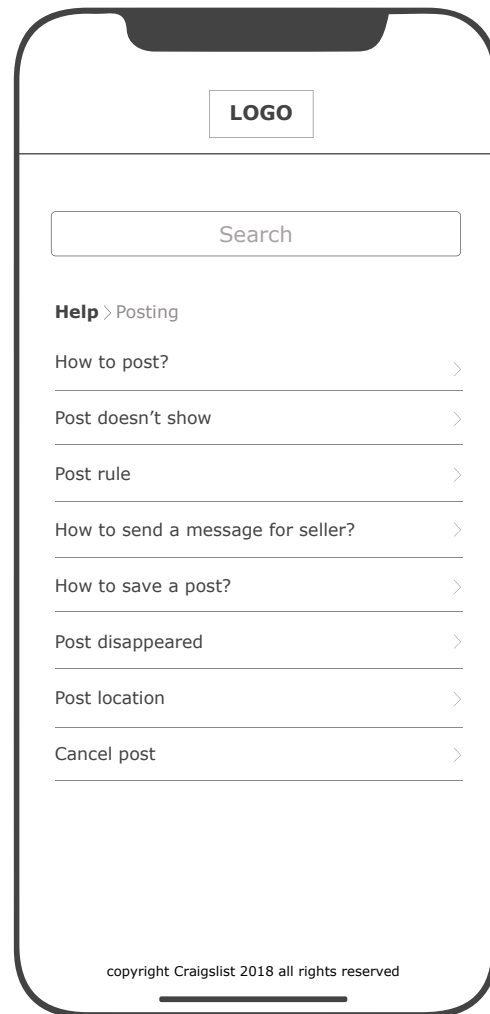 LOGO
Search
Help > Posting
How to post?
Post doesn’t show
Post rule
How to send a message for seller?
How to save a post?
Post disappeared
Post location
Cancel post
copyright Craigslist 2018 all rights reserved